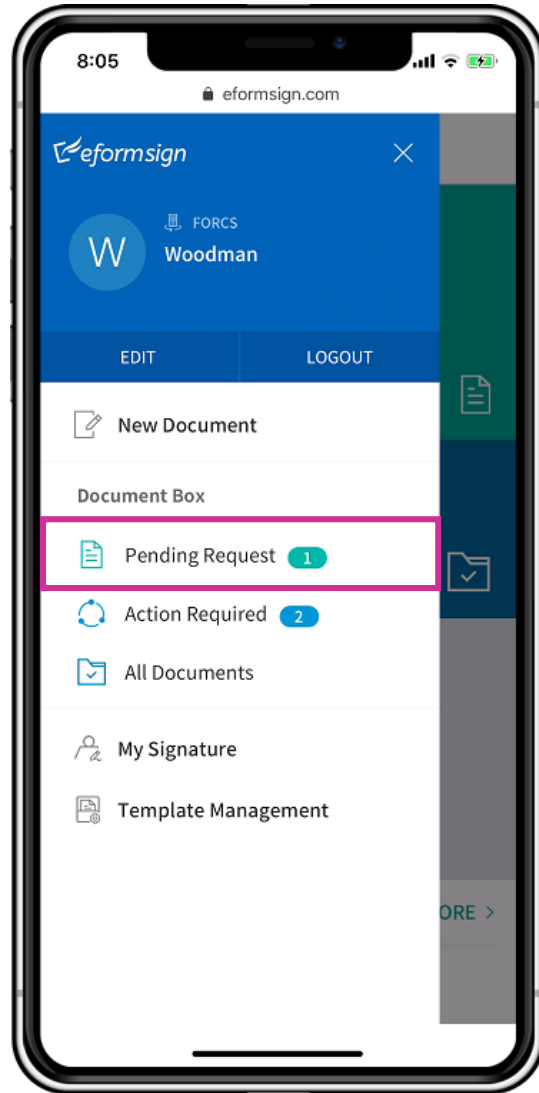 8:05
eformsign.com
eformsign
W
FORCS
Woodman
EDIT LOGOUT
New Document
Document Box
Pending Request 1
Action Required 2
All Documents
My Signature
Template Management
ORE >